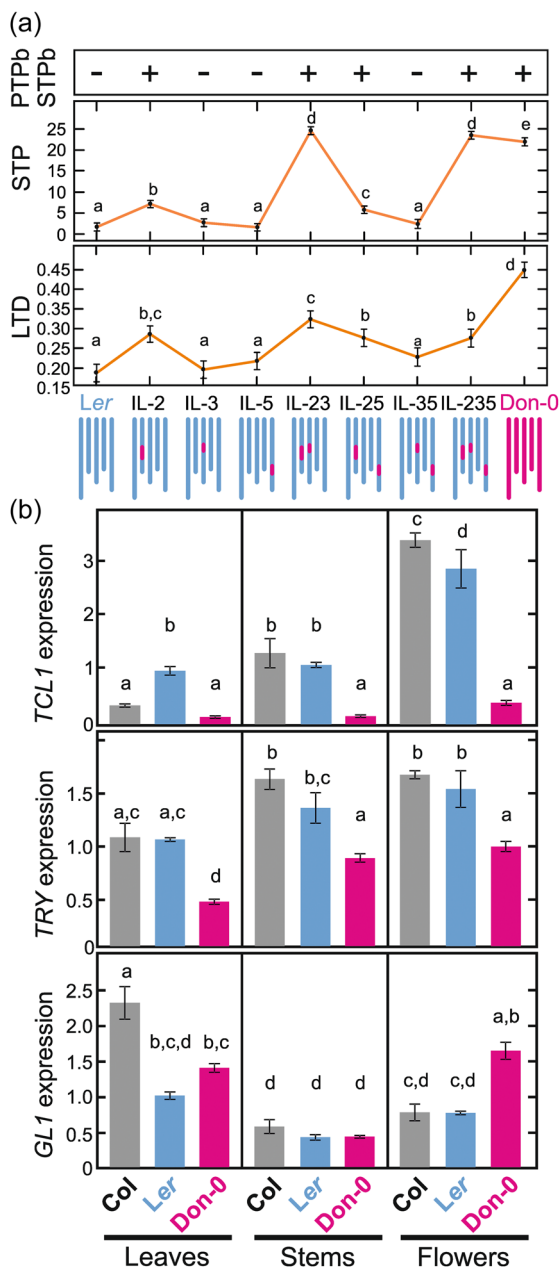 (a)
PTPb
STPb
- + - - + + - + +
STP
25
20
15
10
5
0
a b a a d c a d e
LTD
0.45
0.40
0.35
0.30
0.25
0.20
0.15
a b,c a a c b a b d
Ler IL-2 IL-3 IL-5 IL-23 IL-25 IL-35 IL-235 Don-0
(b)
TCL1 expression
3
2
1
0
a b a b b a c d a
TRY expression
1.5
1.0
0.5
0
a,c a,c d b b,c a b b a
GL1 expression
2.5
2.0
1.5
1.0
0.5
0
a b,c,d b,c d d d c,d c,d a,b
Col Ler Don-0 Col Ler Don-0 Col Ler Don-0
Leaves Stems Flowers